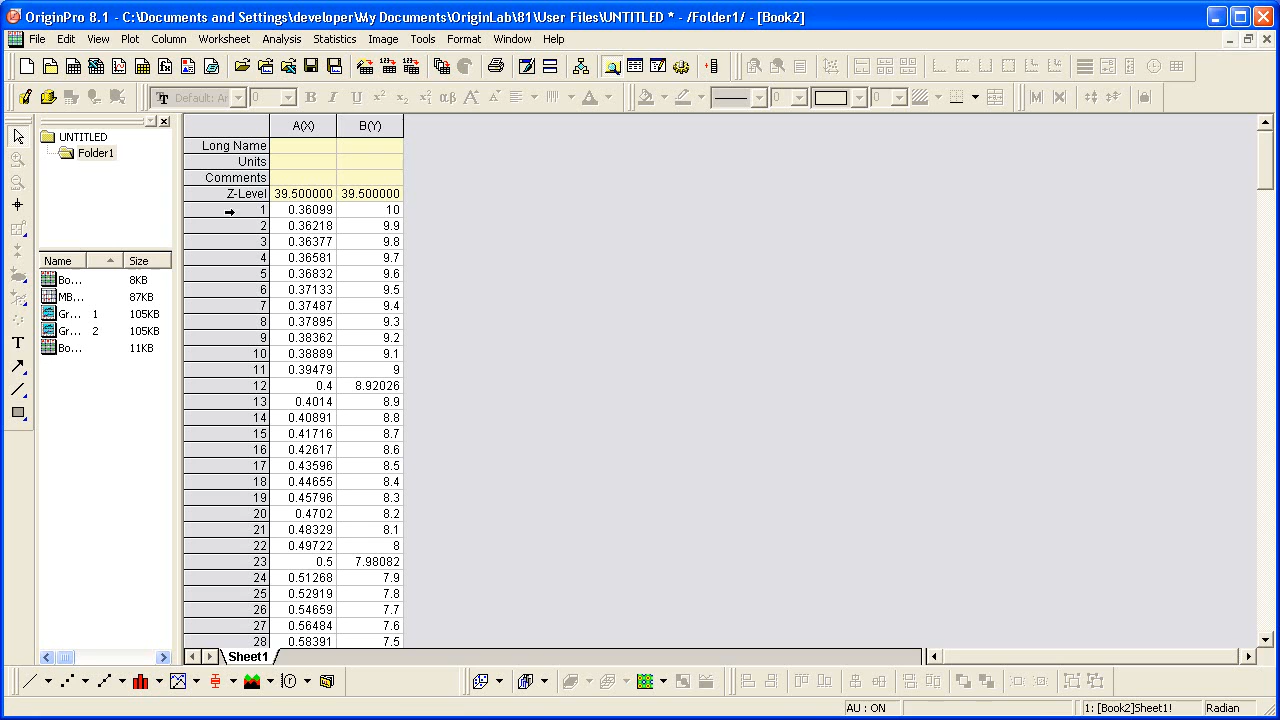 OriginPro 8.1 - C:\Documents and Settings\developer\My Documents\OriginLab\81\User Files\UNTITLED * - /Folder1/ - [Book2]
File Edit View Plot Column Worksheet Analysis Statistics Image Tools Format Window Help
Default: Ar 0 B I U 0 0
UNTITLED
Folder1
Name Size
Bo... 8KB
MB... 87KB
Gr... 1 105KB
Gr... 2 105KB
Bo... 11KB
A(X) B(Y)
Long Name
Units
Comments
Z-Level 39.500000 39.500000
1 0.36099 10
2 0.36218 9.9
3 0.36377 9.8
4 0.36581 9.7
5 0.36832 9.6
6 0.37133 9.5
7 0.37487 9.4
8 0.37895 9.3
9 0.38362 9.2
10 0.38889 9.1
11 0.39479 9
12 0.4 8.92026
13 0.4014 8.9
14 0.40891 8.8
15 0.41716 8.7
16 0.42617 8.6
17 0.43596 8.5
18 0.44655 8.4
19 0.45796 8.3
20 0.4702 8.2
21 0.48329 8.1
22 0.49722 8
23 0.5 7.98082
24 0.51268 7.9
25 0.52919 7.8
26 0.54659 7.7
27 0.56484 7.6
28 0.58391 7.5
Sheet1
AU : ON 1: [Book2]Sheet1! Radian